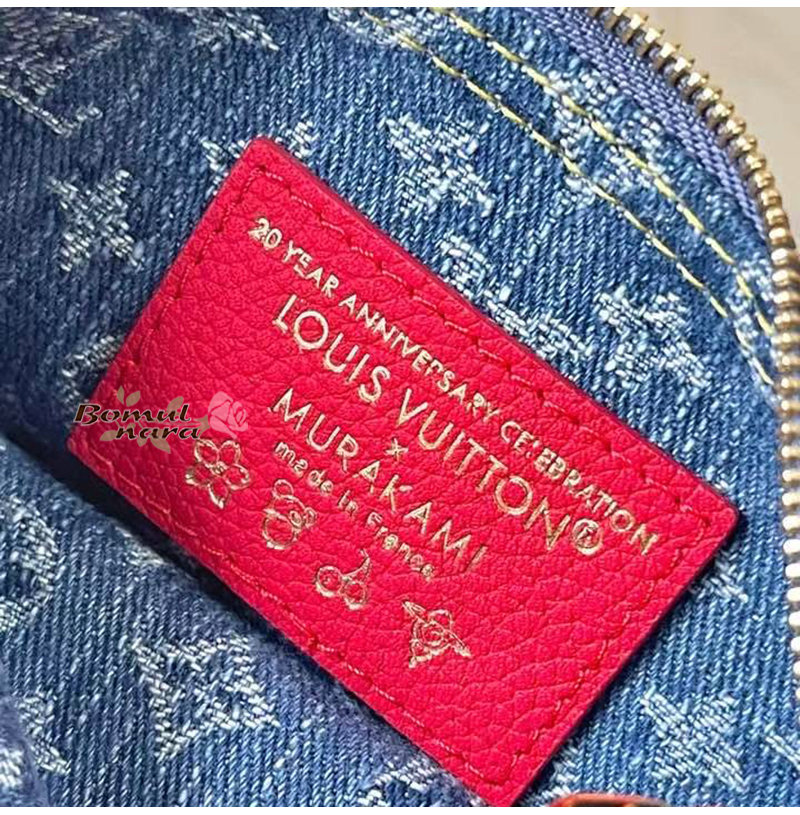 20 YEAR ANNIVERSARY CELEBRATION
LOUIS VUITTON®
×
MURAKAMI
made in France
Bomul
nara